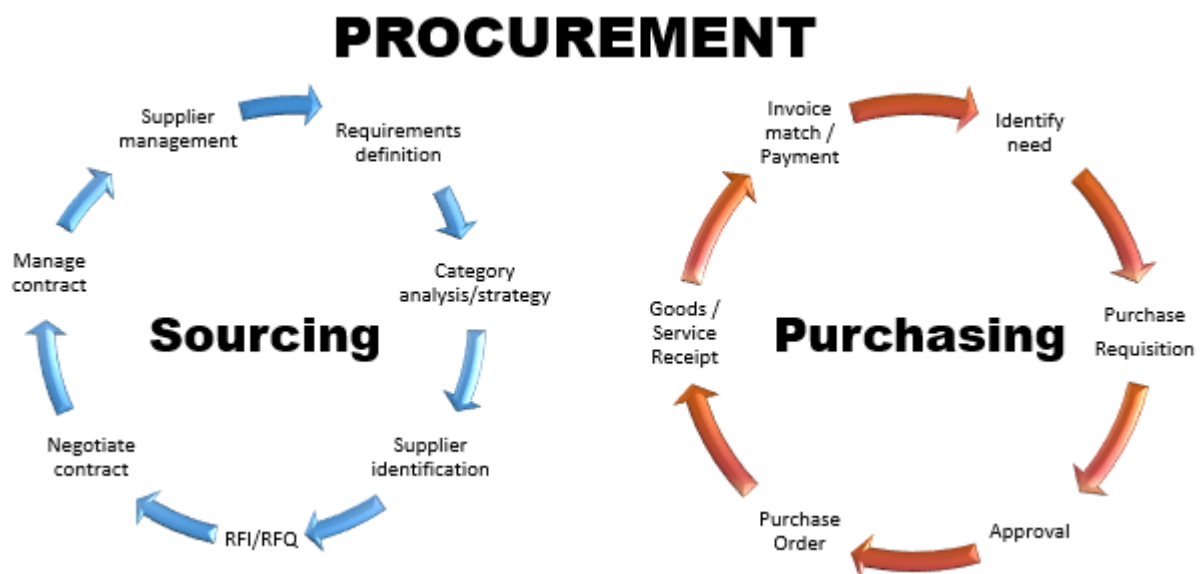 PROCUREMENT
Sourcing
Supplier
management
Requirements
definition
Category
analysis/strategy
Supplier
identification
RFI/RFQ
Negotiate
contract
Manage
contract
Purchasing
Invoice
match /
Payment
Identify
need
Purchase
Requisition
Approval
Purchase
Order
Goods /
Service
Receipt